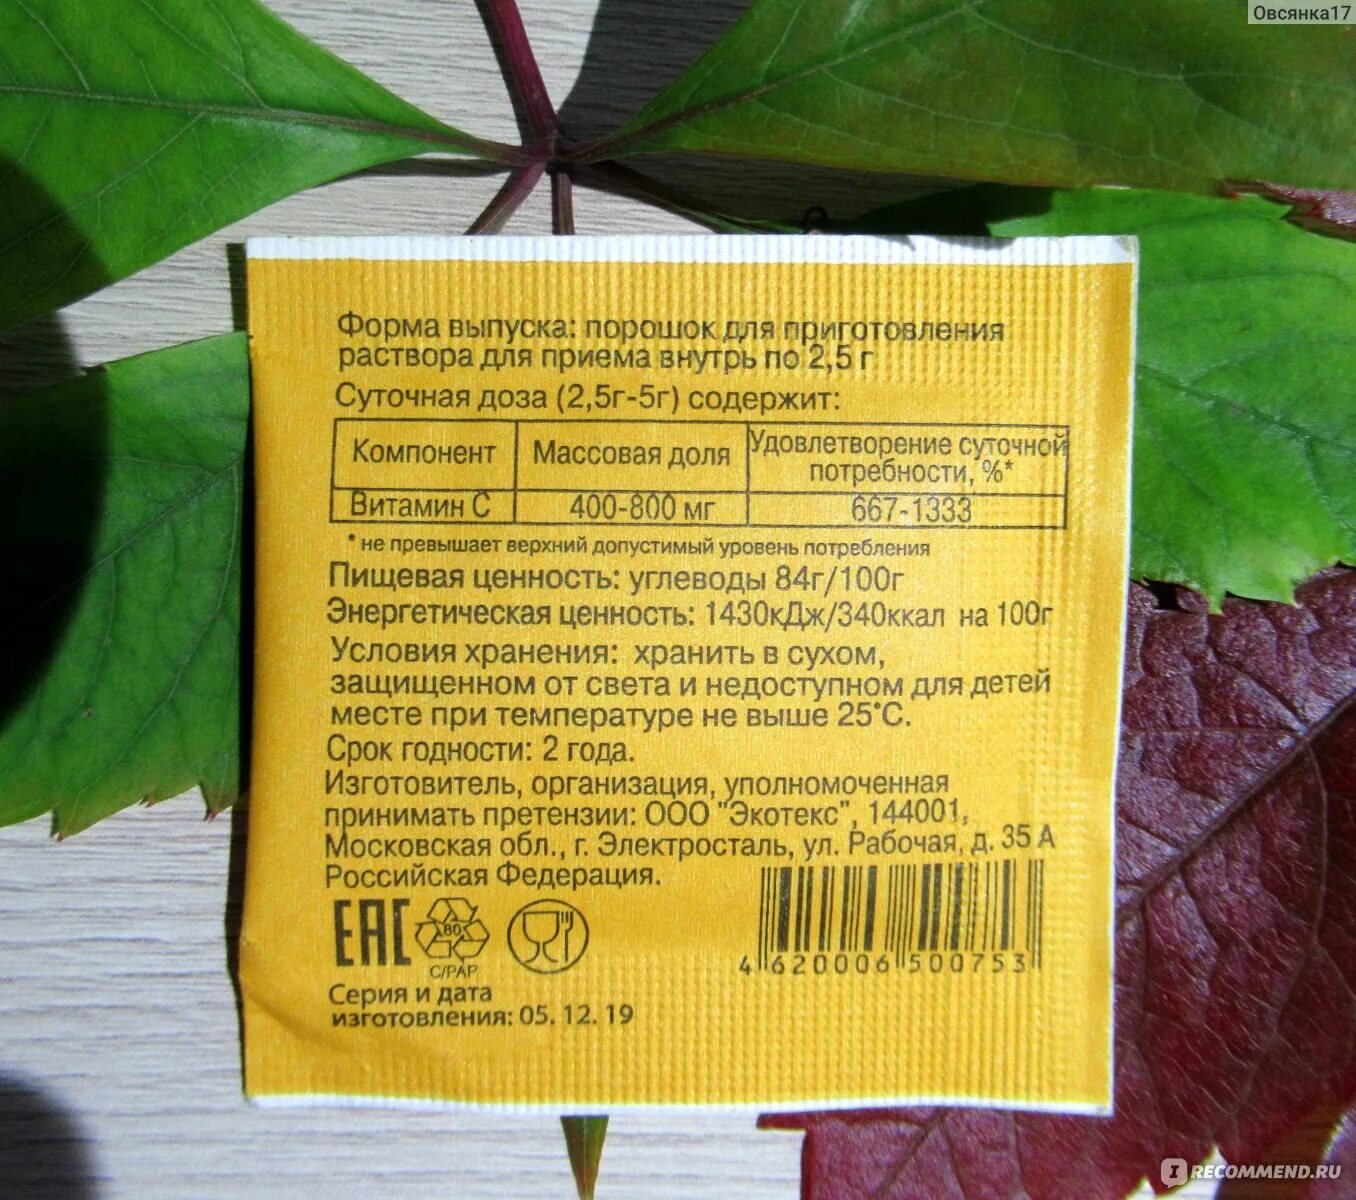 Овсянка17
Форма выпуска: порошок для приготовления
раствора для приема внутрь по 2,5 г
Суточная доза (2,5г-5г) содержит:
Компонент Массовая доля Удовлетворение суточной
потребности, %*
Витамин С 400-800 мг 667-1333
* не превышает верхний допустимый уровень потребления
Пищевая ценность: углеводы 84г/100г
Энергетическая ценность: 1430кДж/340ккал на 100г
Условия хранения: хранить в сухом,
защищенном от света и недоступном для детей
месте при температуре не выше 25°С.
Срок годности: 2 года.
Изготовитель, организация, уполномоченная
принимать претензии: ООО "Экотекс", 144001,
Московская обл., г. Электросталь, ул. Рабочая, д. 35 А
Российская Федерация.
EAC 80
C/PAP
4 620006 500753
Серия и дата
изготовления: 05. 12. 19
IRECOMMEND.RU